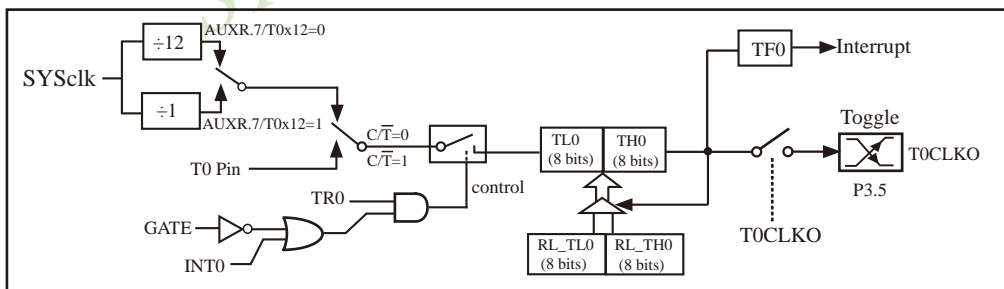 AUXR.7/T0x12=0
÷12
SYSclk
÷1
AUXR.7/T0x12=1
T0 Pin
C/T̅=0
C/T̅=1
TR0
control
GATE
INT0
TL0
(8 bits)
TH0
(8 bits)
RL_TL0
(8 bits)
RL_TH0
(8 bits)
TF0
Interrupt
Toggle
T0CLKO
P3.5
T0CLKO